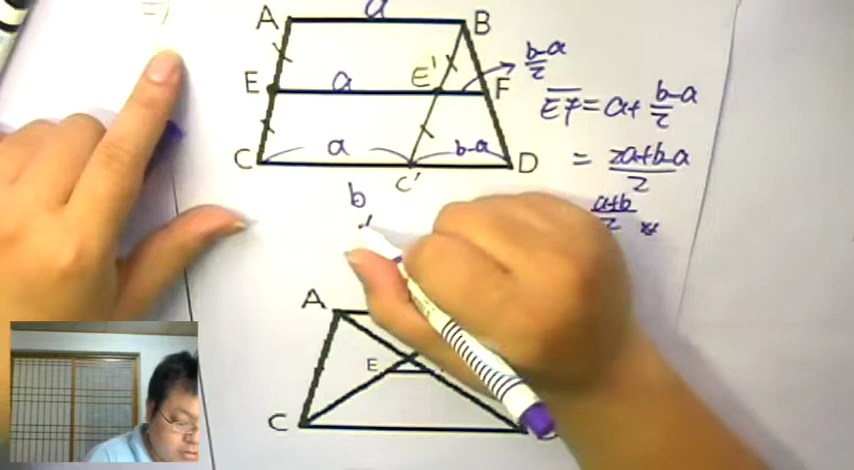 a
A B
b-a/2
E a E' F
EF = a + b-a/2
C a b-a D
= 2a+b-a/2
C'
b
a+b/2
A
E
C